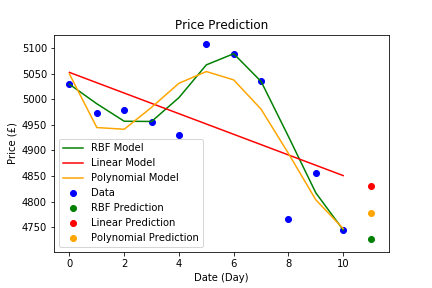 Price Prediction
5100
5050
5000
4950
4900
4850
4800
4750
Price (£)
RBF Model
Linear Model
Polynomial Model
Data
RBF Prediction
Linear Prediction
Polynomial Prediction
0 2 4 6 8 10
Date (Day)